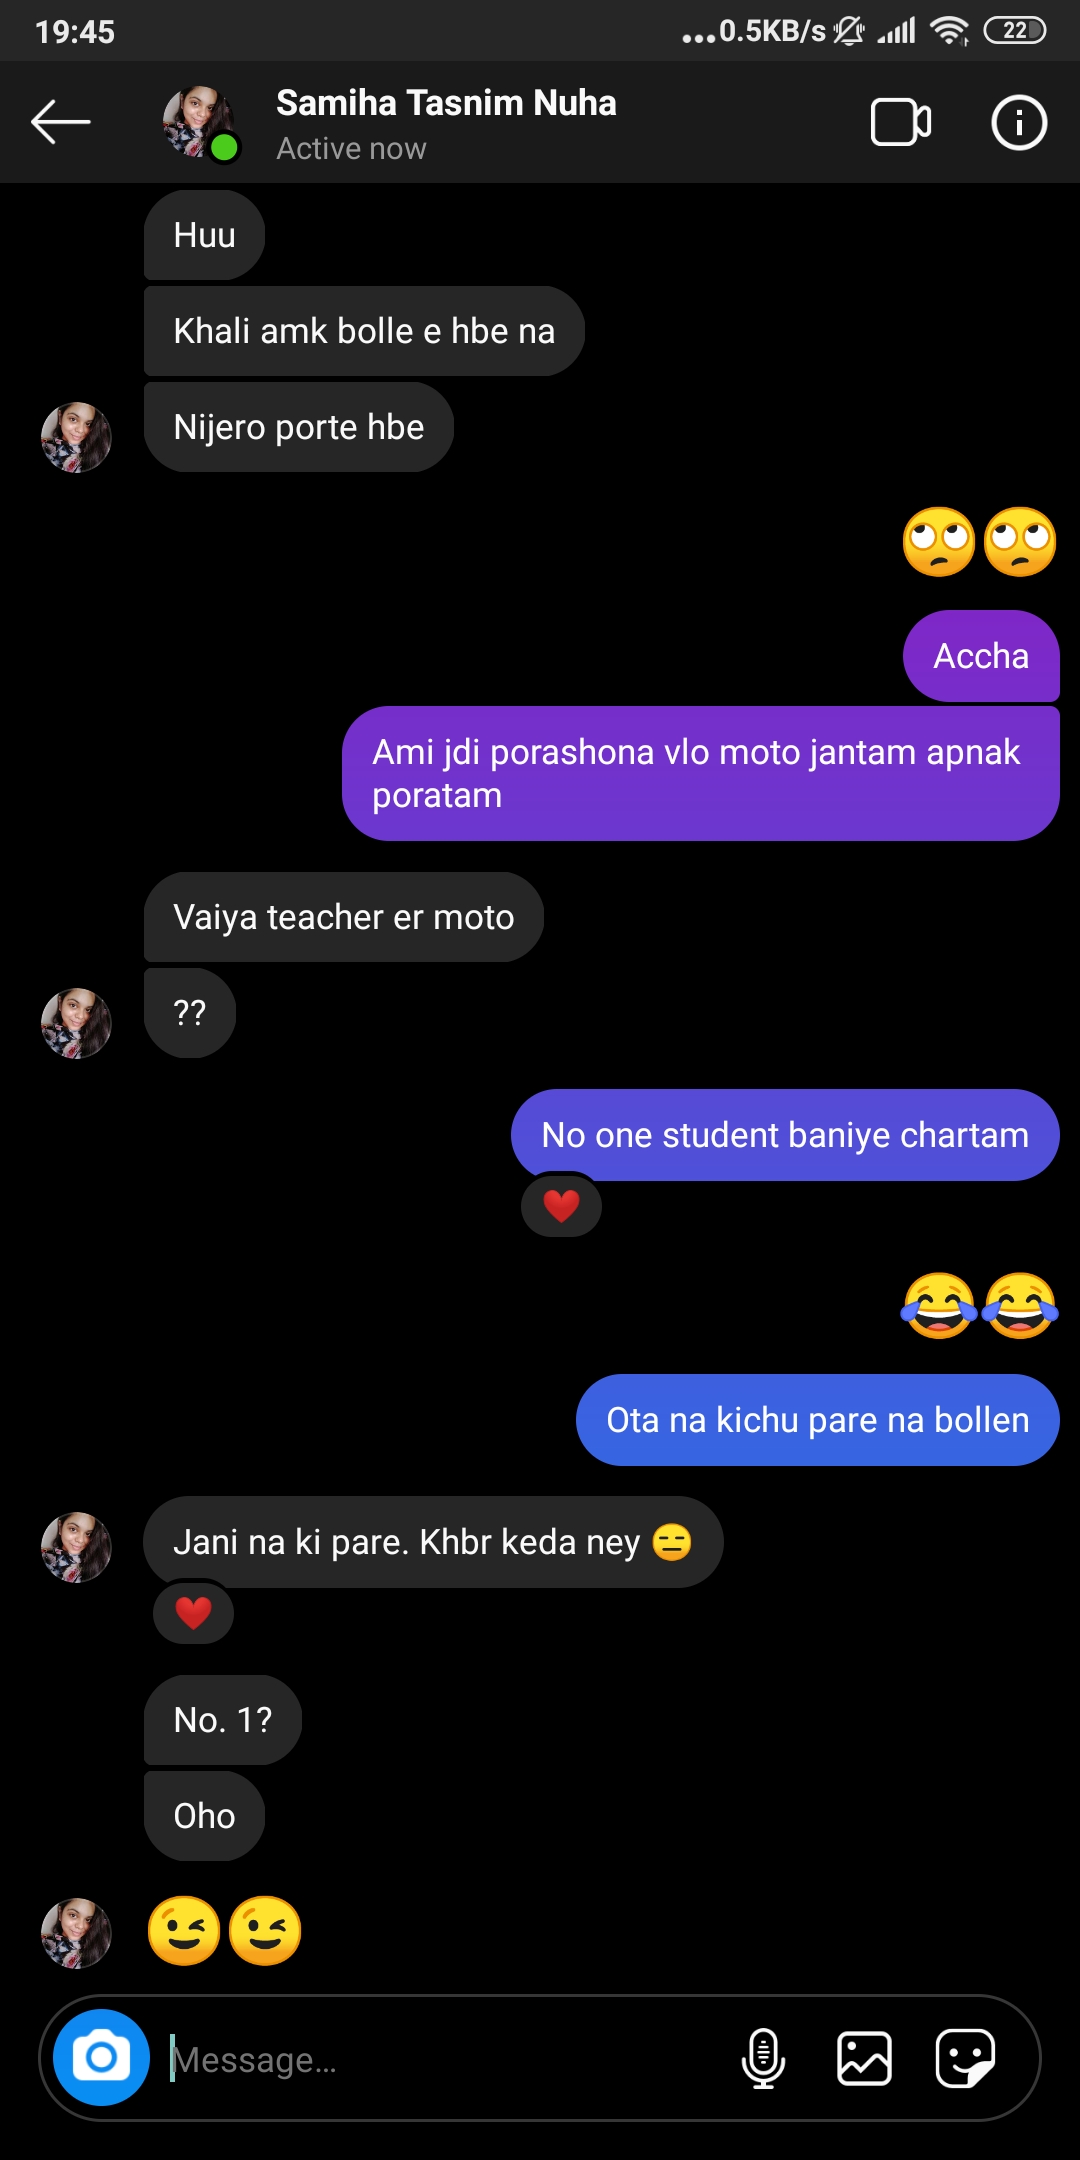 19:45
...0.5KB/s
22
Samiha Tasnim Nuha
Active now
Huu
Khali amk bolle e hbe na
Nijero porte hbe
🙄🙄
Accha
Ami jdi porashona vlo moto jantam apnak
poratam
Vaiya teacher er moto
??
No one student baniye chartam
❤️
😂😂
Ota na kichu pare na bollen
Jani na ki pare. Khbr keda ney 😑
❤️
No. 1?
Oho
😉😉
Message...